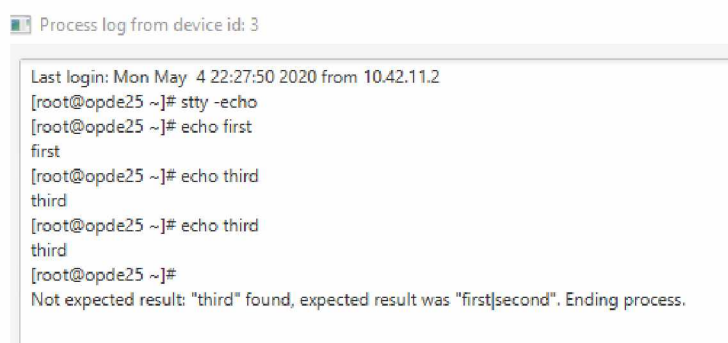 Process log from device id: 3
Last login: Mon May  4 22:27:50 2020 from 10.42.11.2
[root@opde25 ~]# stty -echo
[root@opde25 ~]# echo first
first
[root@opde25 ~]# echo third
third
[root@opde25 ~]# echo third
third
[root@opde25 ~]#
Not expected result: "third" found, expected result was "first|second". Ending process.